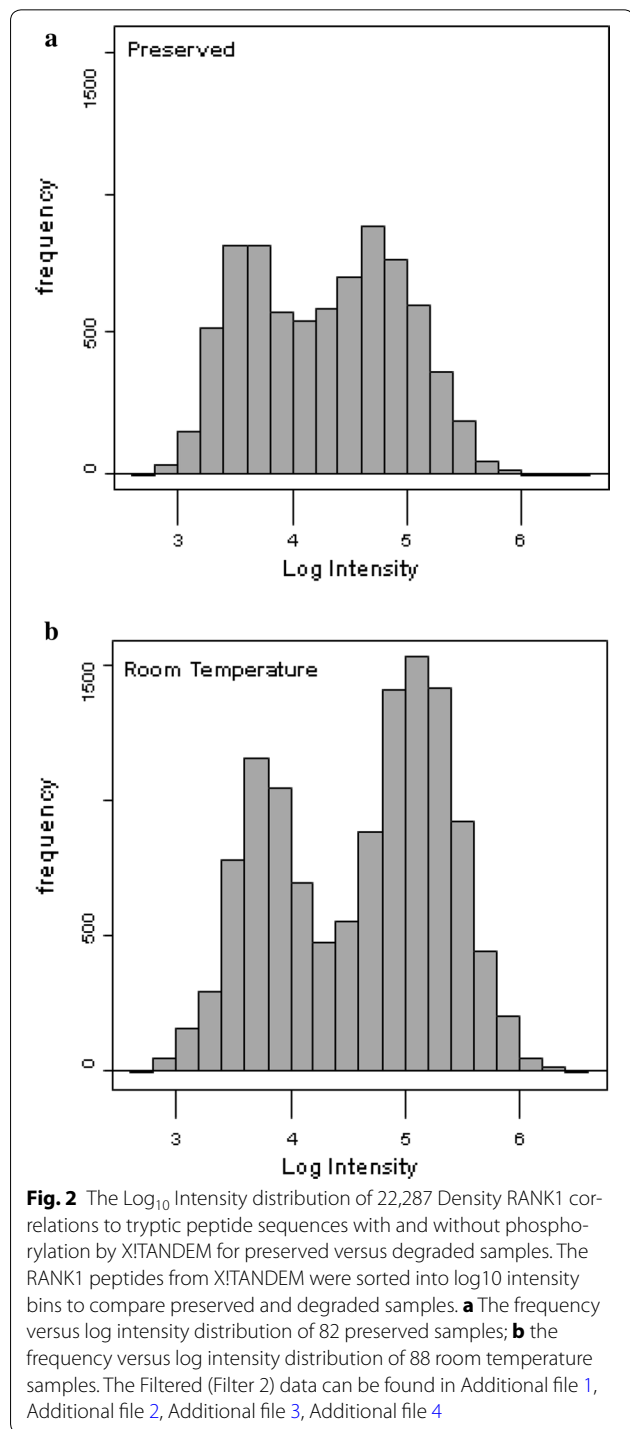 a
Preserved
1500
500
0
frequency
3 4 5 6
Log Intensity
b
Room Temperature
1500
500
0
frequency
3 4 5 6
Log Intensity
Fig. 2 The Log₁₀ Intensity distribution of 22,287 Density RANK1 cor-
relations to tryptic peptide sequences with and without phospho-
rylation by X!TANDEM for preserved versus degraded samples. The
RANK1 peptides from X!TANDEM were sorted into log10 intensity
bins to compare preserved and degraded samples. a The frequency
versus log intensity distribution of 82 preserved samples; b the
frequency versus log intensity distribution of 88 room temperature
samples. The Filtered (Filter 2) data can be found in Additional file 1,
Additional file 2, Additional file 3, Additional file 4